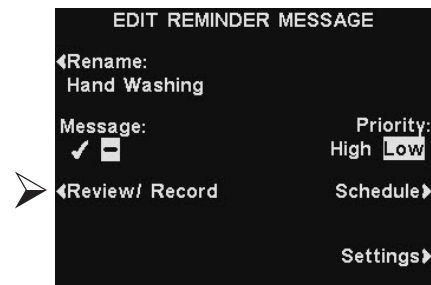 EDIT REMINDER MESSAGE
Rename:
Hand Washing
Message:
Priority:
✓ –
High Low
Review/ Record
Schedule
Settings